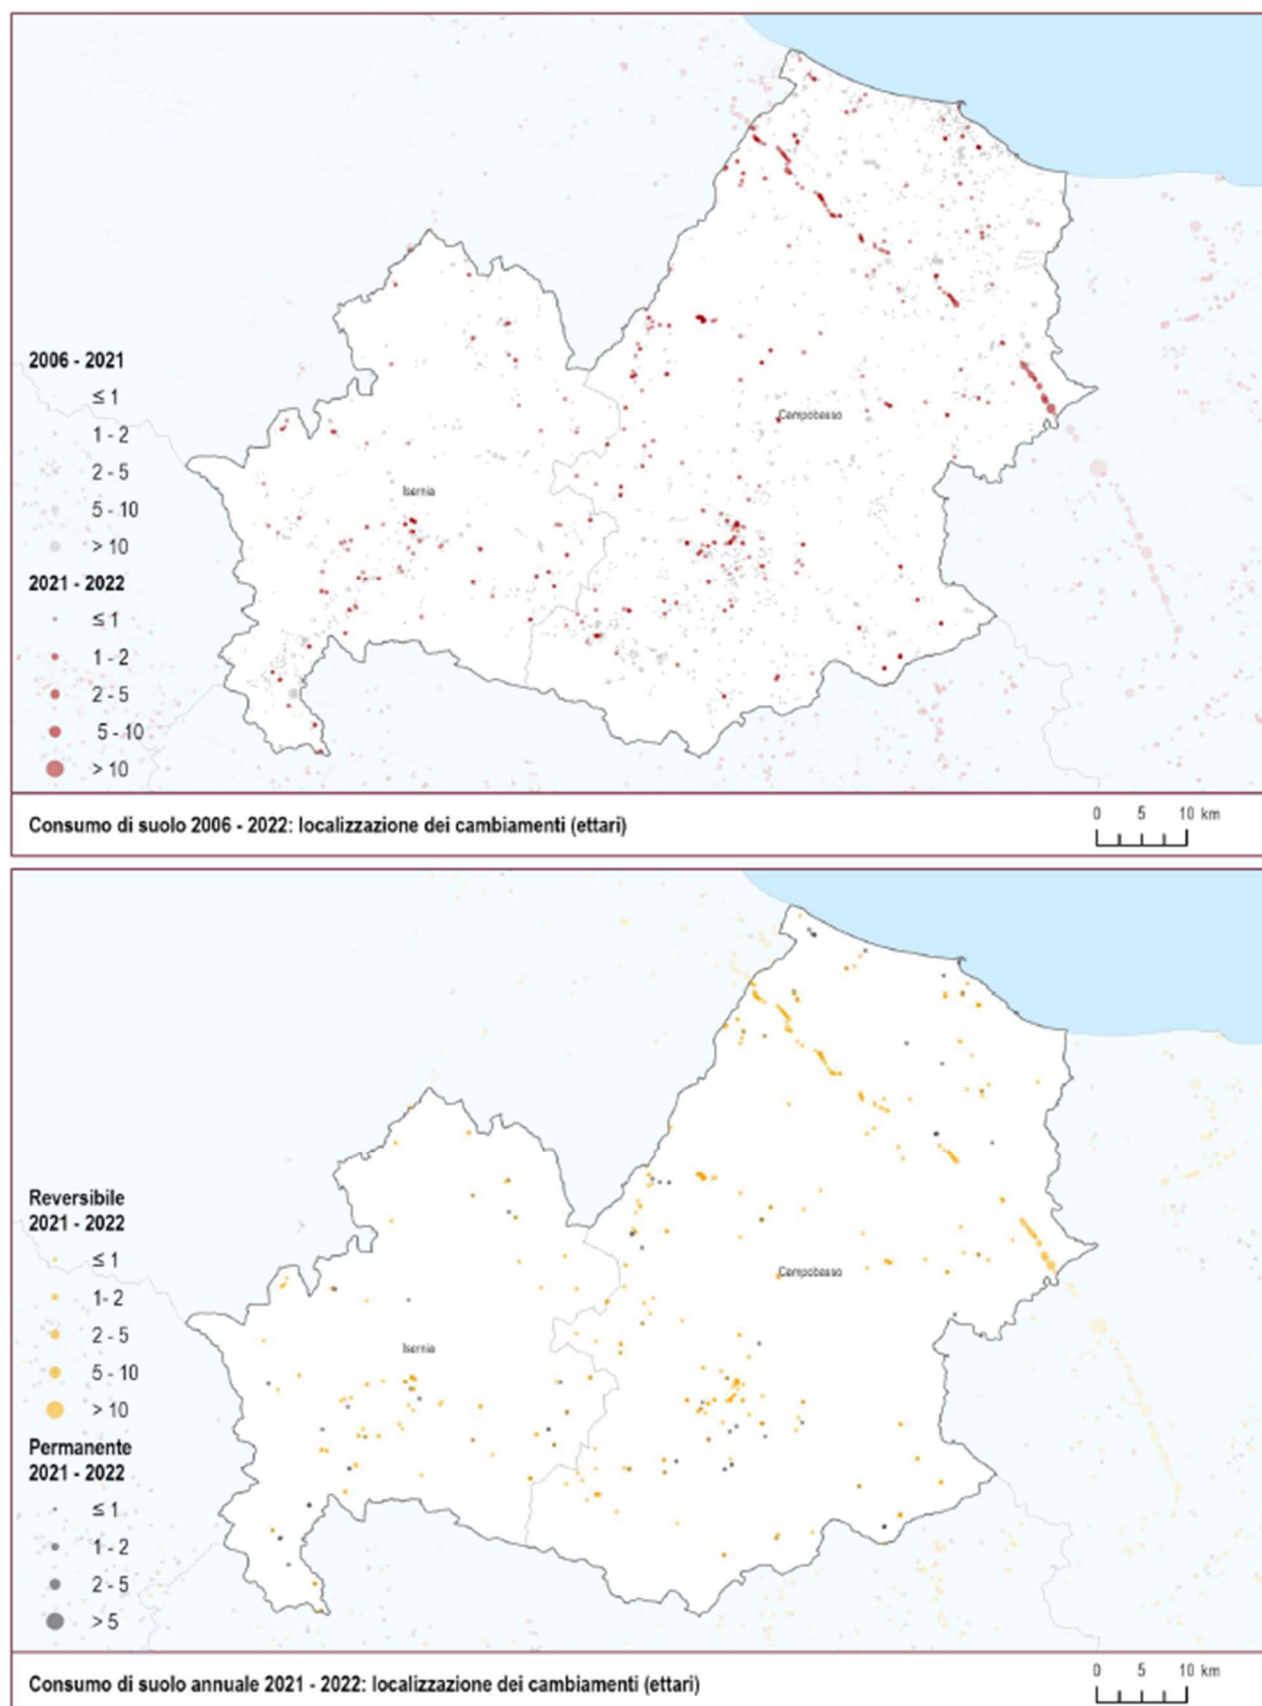 Campobasso
Isernia
2006 - 2021
≤ 1
1 - 2
2 - 5
5 - 10
> 10
2021 - 2022
≤ 1
1 - 2
2 - 5
5 - 10
> 10
Consumo di suolo 2006 - 2022: localizzazione dei cambiamenti (ettari)
0 5 10 km
Campobasso
Isernia
Reversibile
2021 - 2022
≤ 1
1- 2
2 - 5
5 - 10
> 10
Permanente
2021 - 2022
≤ 1
1 - 2
2 - 5
> 5
Consumo di suolo annuale 2021 - 2022: localizzazione dei cambiamenti (ettari)
0 5 10 km